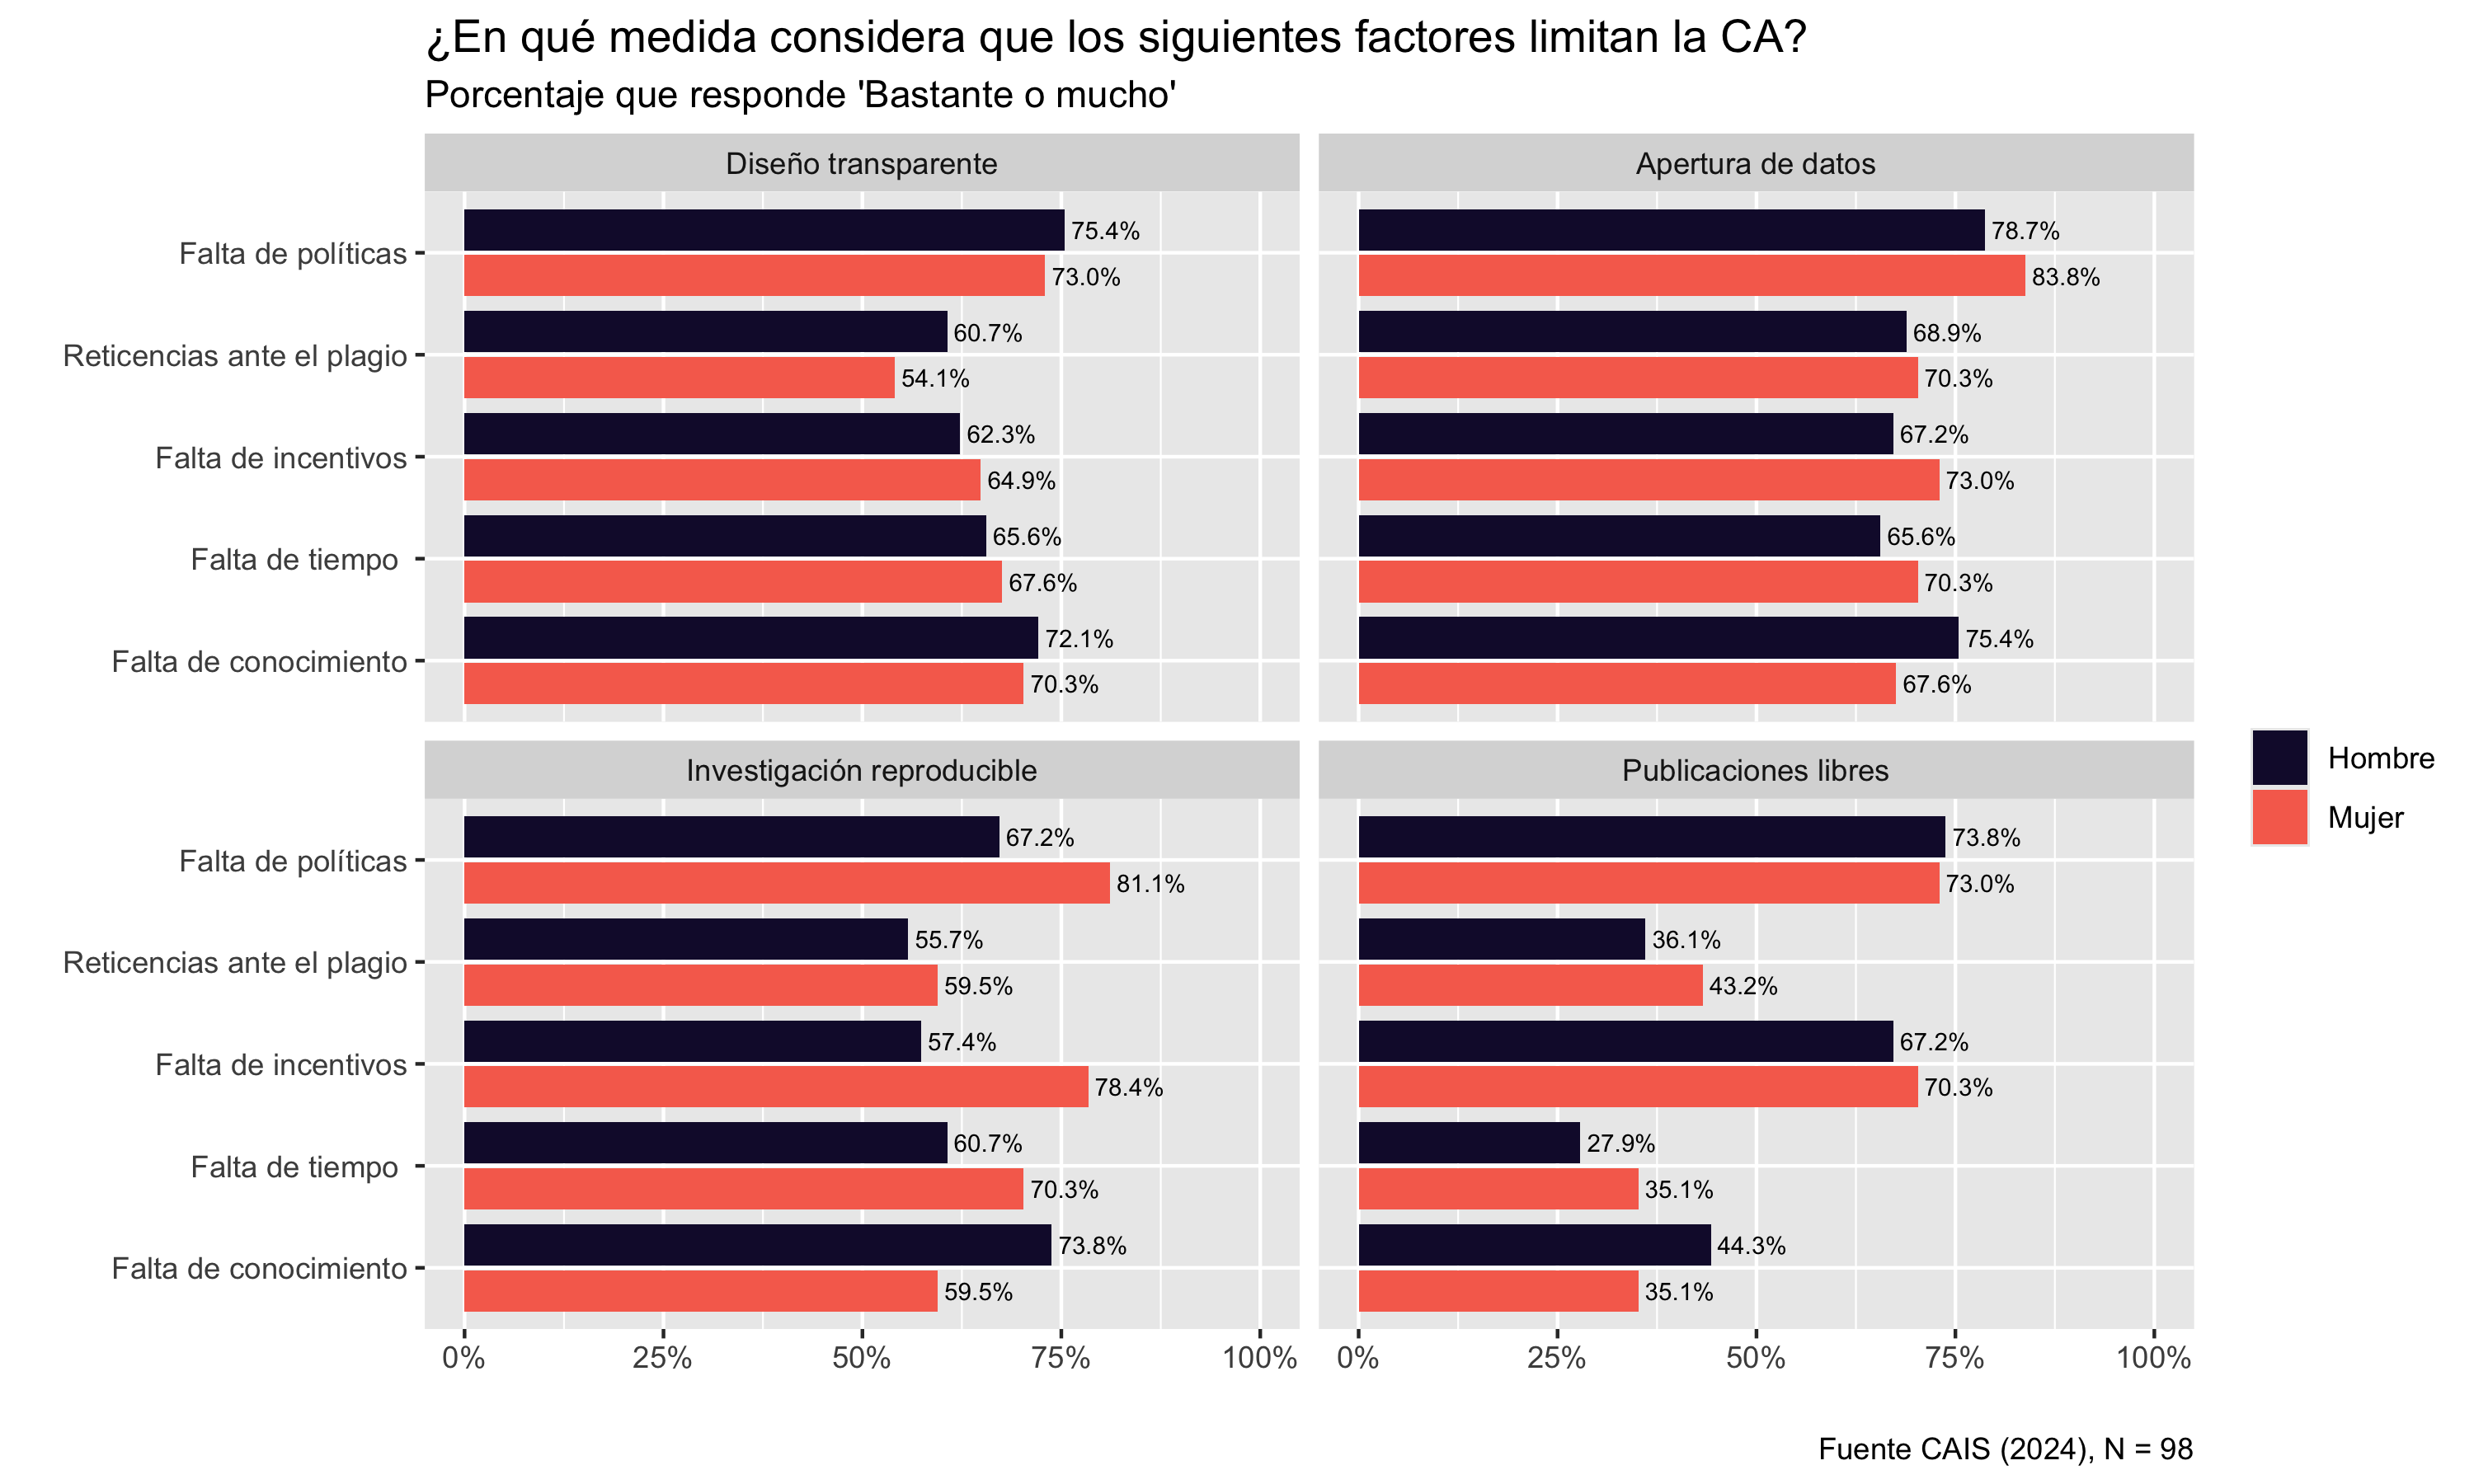 ¿En qué medida considera que los siguientes factores limitan la CA?
Porcentaje que responde 'Bastante o mucho'
Diseño transparente
Falta de políticas
75.4%
73.0%
Reticencias ante el plagio
60.7%
54.1%
Falta de incentivos
62.3%
64.9%
Falta de tiempo
65.6%
67.6%
Falta de conocimiento
72.1%
70.3%
Apertura de datos
78.7%
83.8%
68.9%
70.3%
67.2%
73.0%
65.6%
70.3%
75.4%
67.6%
Investigación reproducible
Falta de políticas
67.2%
81.1%
Reticencias ante el plagio
55.7%
59.5%
Falta de incentivos
57.4%
78.4%
Falta de tiempo
60.7%
70.3%
Falta de conocimiento
73.8%
59.5%
0% 25% 50% 75% 100%
Publicaciones libres
73.8%
73.0%
36.1%
43.2%
67.2%
70.3%
27.9%
35.1%
44.3%
35.1%
0% 25% 50% 75% 100%
Hombre
Mujer
Fuente CAIS (2024), N = 98